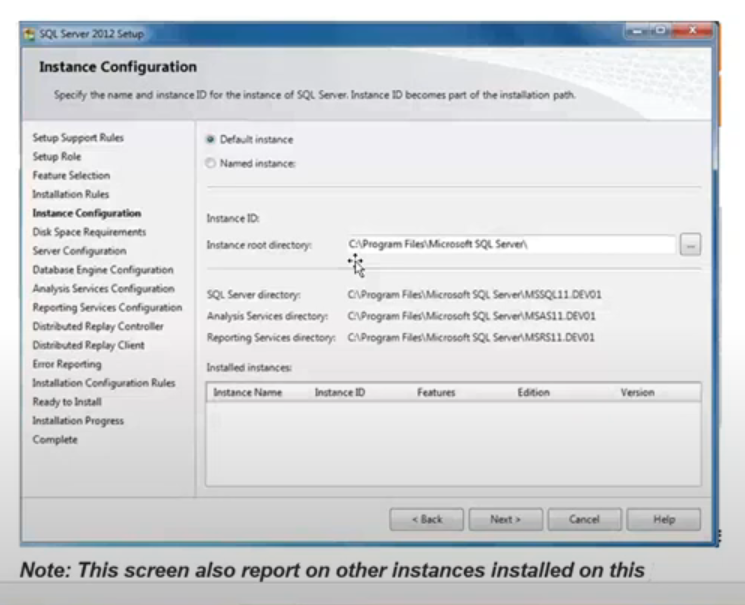 SQL Server 2012 Setup
Instance Configuration
Specify the name and instance ID for the instance of SQL Server. Instance ID becomes part of the installation path.
Setup Support Rules
Setup Role
Feature Selection
Installation Rules
Instance Configuration
Disk Space Requirements
Server Configuration
Database Engine Configuration
Analysis Services Configuration
Reporting Services Configuration
Distributed Replay Controller
Distributed Replay Client
Error Reporting
Installation Configuration Rules
Ready to Install
Installation Progress
Complete
Default instance
Named instance:
Instance ID:
Instance root directory: C:\Program Files\Microsoft SQL Server\ ...
SQL Server directory: C:\Program Files\Microsoft SQL Server\MSSQL11.DEV01
Analysis Services directory: C:\Program Files\Microsoft SQL Server\MSAS11.DEV01
Reporting Services directory: C:\Program Files\Microsoft SQL Server\MSRS11.DEV01
Installed instances:
Instance Name Instance ID Features Edition Version
< Back Next > Cancel Help
Note: This screen also report on other instances installed on this